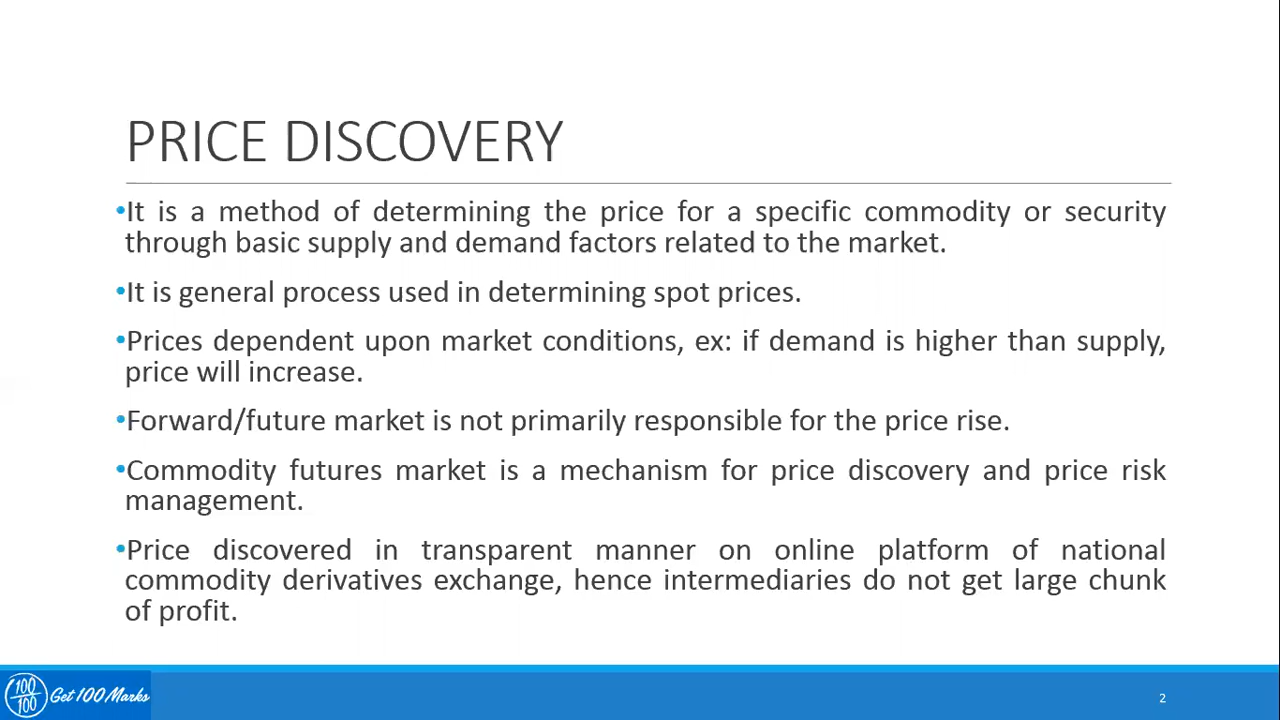 PRICE DISCOVERY
•It is a method of determining the price for a specific commodity or security
through basic supply and demand factors related to the market.
•It is general process used in determining spot prices.
•Prices dependent upon market conditions, ex: if demand is higher than supply,
price will increase.
•Forward/future market is not primarily responsible for the price rise.
•Commodity futures market is a mechanism for price discovery and price risk
management.
•Price discovered in transparent manner on online platform of national
commodity derivatives exchange, hence intermediaries do not get large chunk
of profit.
100
100
Get 100 Marks
2